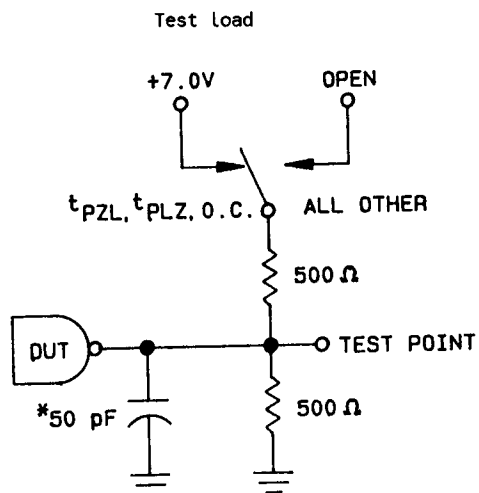 Test load
+7.0V
OPEN
tPZL, tPLZ, O.C.
ALL OTHER
500 Ω
DUT
TEST POINT
*50 pF
500 Ω